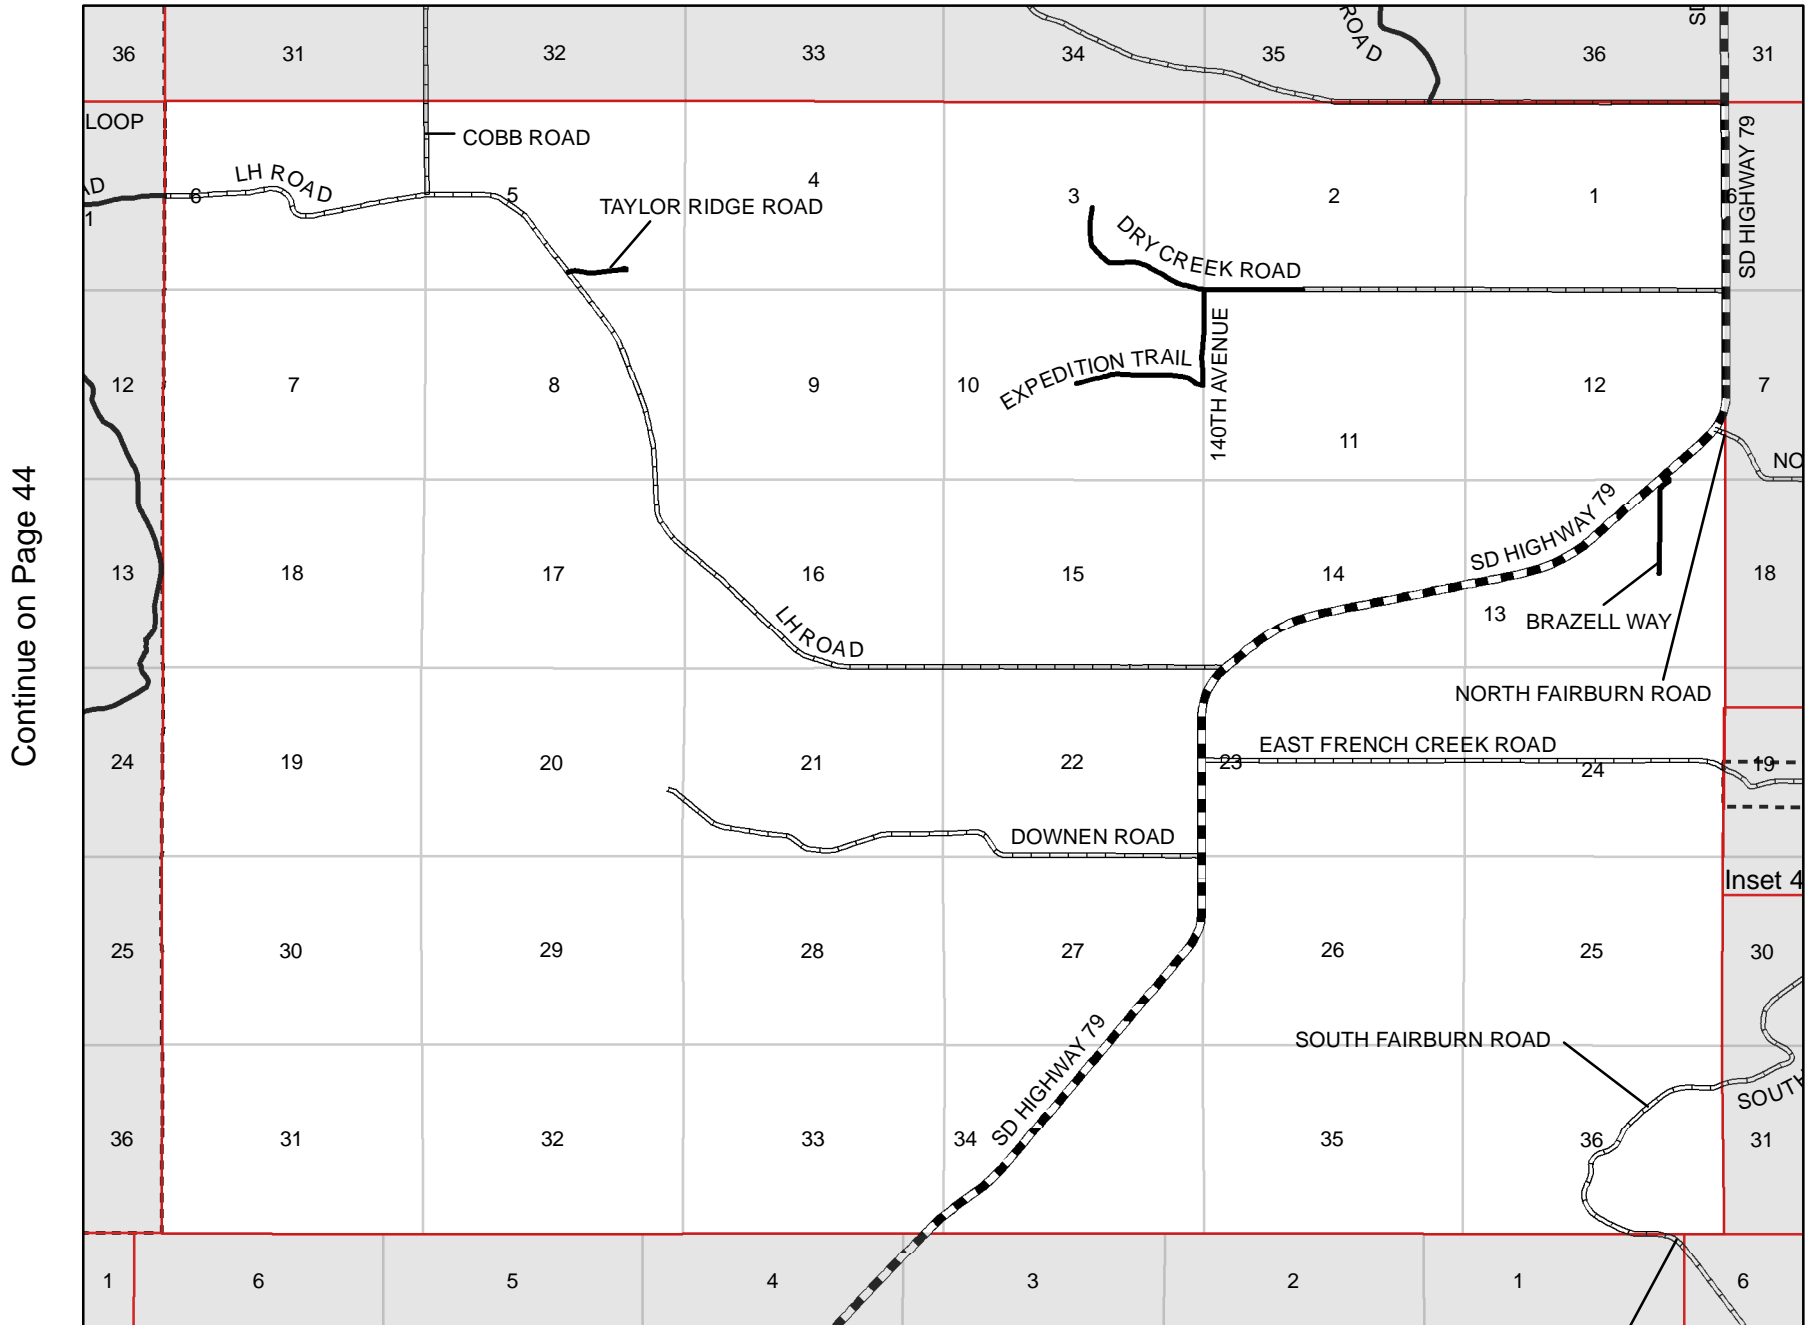 36 31 32 33 34 35 36 31
ROAD
SD
LOOP
COBB ROAD
SD HIGHWAY 79
LH ROAD
4
6 5 3 2 1 6
1
TAYLOR RIDGE ROAD
DRY CREEK ROAD
140TH AVENUE
EXPEDITION TRAIL
12 7 8 9 10 12 7
11
NO
Continue on Page 44
SD HIGHWAY 79
13 18 17 16 15 14 18
13
BRAZELL WAY
LH ROAD
NORTH FAIRBURN ROAD
EAST FRENCH CREEK ROAD
24 19 20 21 22 23 24 19
DOWNEN ROAD
Inset 4
25 30 29 28 27 26 25 30
SD HIGHWAY 79
SOUTH FAIRBURN ROAD
SOUTH
36 31 32 33 34 35 36 31
1 6 5 4 3 2 1 6